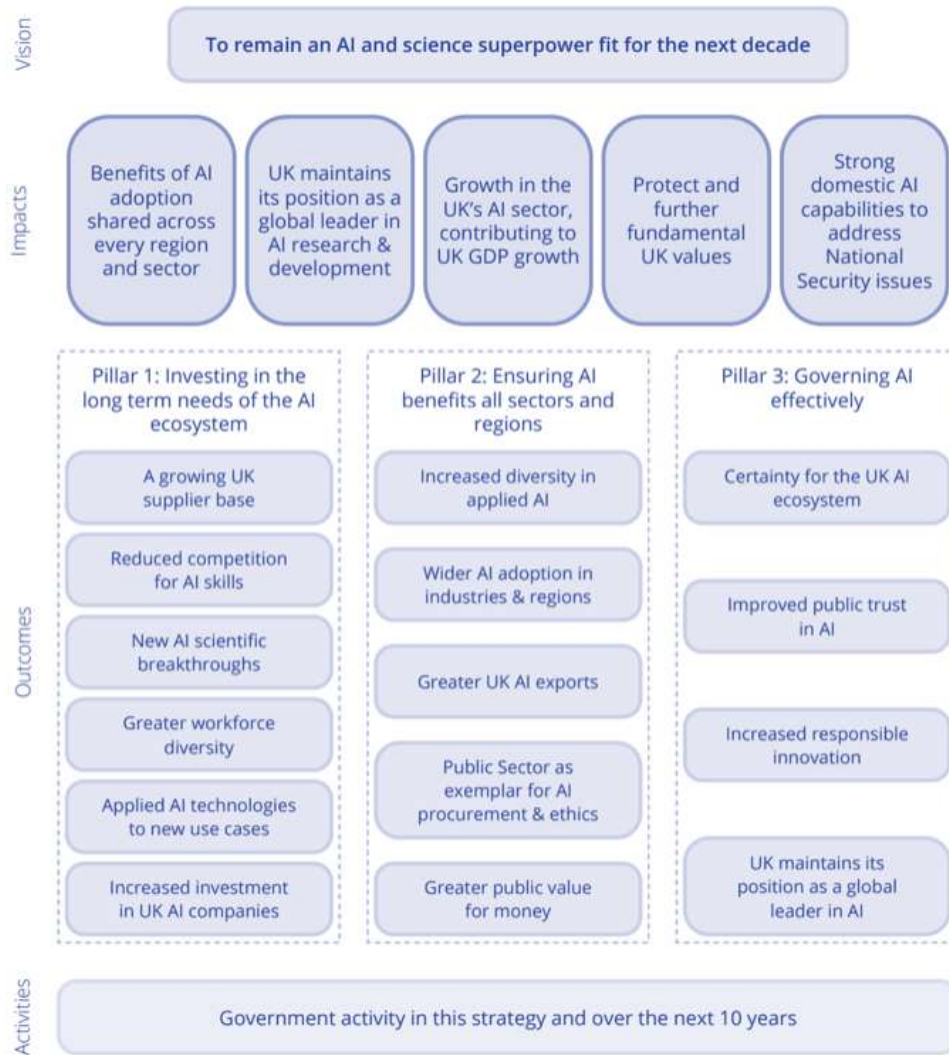 Vision
To remain an AI and science superpower fit for the next decade
Impacts
Benefits of AI
adoption
shared across
every region
and sector
UK maintains
its position as a
global leader in
AI research &
development
Growth in the
UK's AI sector,
contributing to
UK GDP growth
Protect and
further
fundamental
UK values
Strong
domestic AI
capabilities to
address
National
Security issues
Outcomes
Pillar 1: Investing in the
long term needs of the AI
ecosystem
A growing UK
supplier base
Reduced competition
for AI skills
New AI scientific
breakthroughs
Greater workforce
diversity
Applied AI technologies
to new use cases
Increased investment
in UK AI companies
Pillar 2: Ensuring AI
benefits all sectors and
regions
Increased diversity in
applied AI
Wider AI adoption in
industries & regions
Greater UK AI exports
Public Sector as
exemplar for AI
procurement & ethics
Greater public value
for money
Pillar 3: Governing AI
effectively
Certainty for the UK AI
ecosystem
Improved public trust
in AI
Increased responsible
innovation
UK maintains its
position as a global
leader in AI
Activities
Government activity in this strategy and over the next 10 years